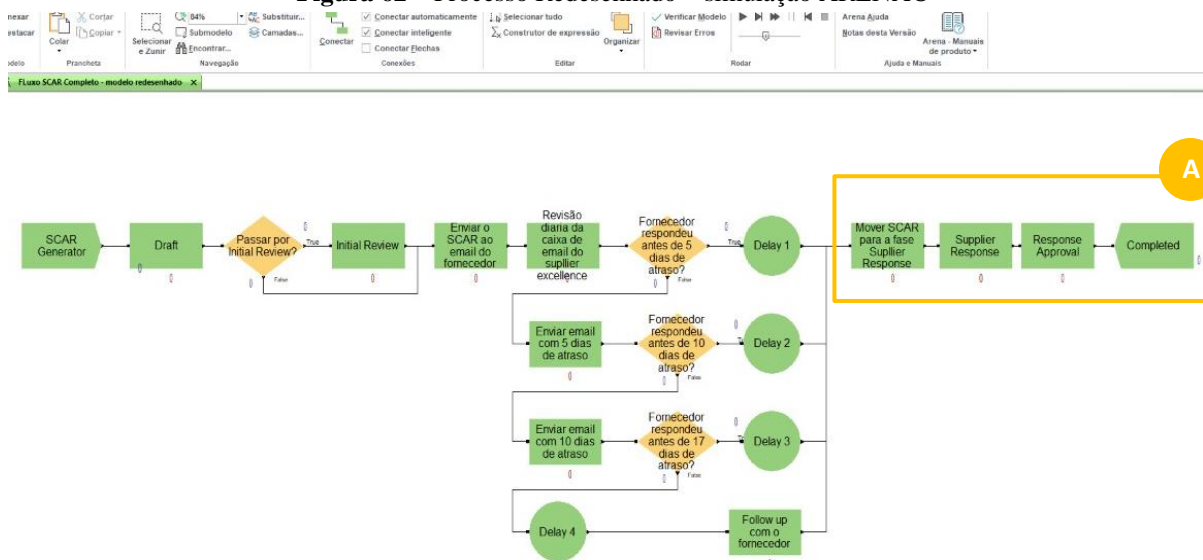 Figura 02 – Processo Redesenhado – simulação ARENA©
nexar
estacar
odelo
Colar
Cortar
Copiar
Prancheta
Selecionar
e Zunir
84%
Submodelo
Encontrar...
Substituir...
Camadas...
Navegação
Conectar
Conectar automaticamente
Conectar inteligente
Conectar Flechas
Conexões
Selecionar tudo
Construtor de expressão
Organizar
Editar
Verificar Modelo
Revisar Erros
Rodar
Arena Ajuda
Notas desta Versão
Arena - Manuais
de produto
Ajuda e Manuais
FLuxo SCAR Completo - modelo redesenhado X
A
SCAR
Generator
Draft
Passar por
Initial Review?
True
False
Initial Review
Enviar o
SCAR ao
email do
fornecedor
Revisão
diaria da
caixa de
email do
supllier
excellence
Fornecedor
respondeu
antes de 5
dias de
atraso?
True
False
Delay 1
Mover SCAR
para a fase
Supllier
Response
Supplier
Response
Response
Approval
Completed
Enviar email
com 5 dias
de atraso
Fornecedor
respondeu
antes de 10
dias de
atraso?
False
Delay 2
Enviar email
com 10 dias
de atraso
Fornecedor
respondeu
antes de 17
dias de
atraso?
False
Delay 3
Delay 4
Follow up
com o
fornecedor